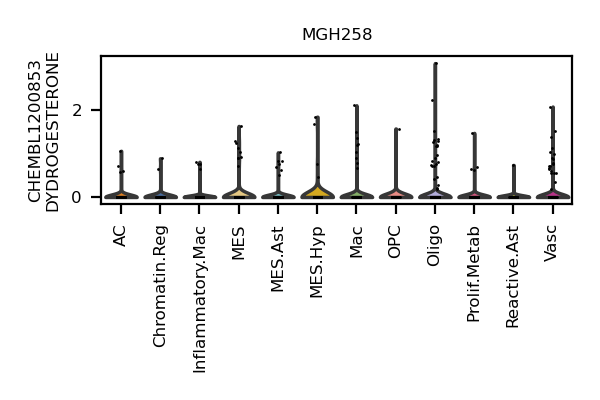 MGH258
CHEMBL1200853
DYDROGESTERONE
2
0
AC
Chromatin.Reg
Inflammatory.Mac
MES
MES.Ast
MES.Hyp
Mac
OPC
Oligo
Prolif.Metab
Reactive.Ast
Vasc